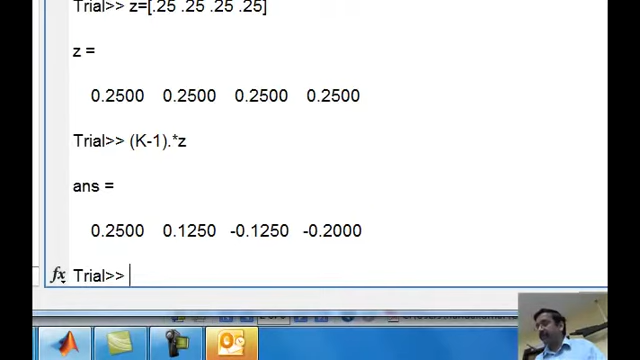 Trial>> z=[.25 .25 .25 .25]
z =
0.2500 0.2500 0.2500 0.2500
Trial>> (K-1).*z
ans =
0.2500 0.1250 -0.1250 -0.2000
fx Trial>>